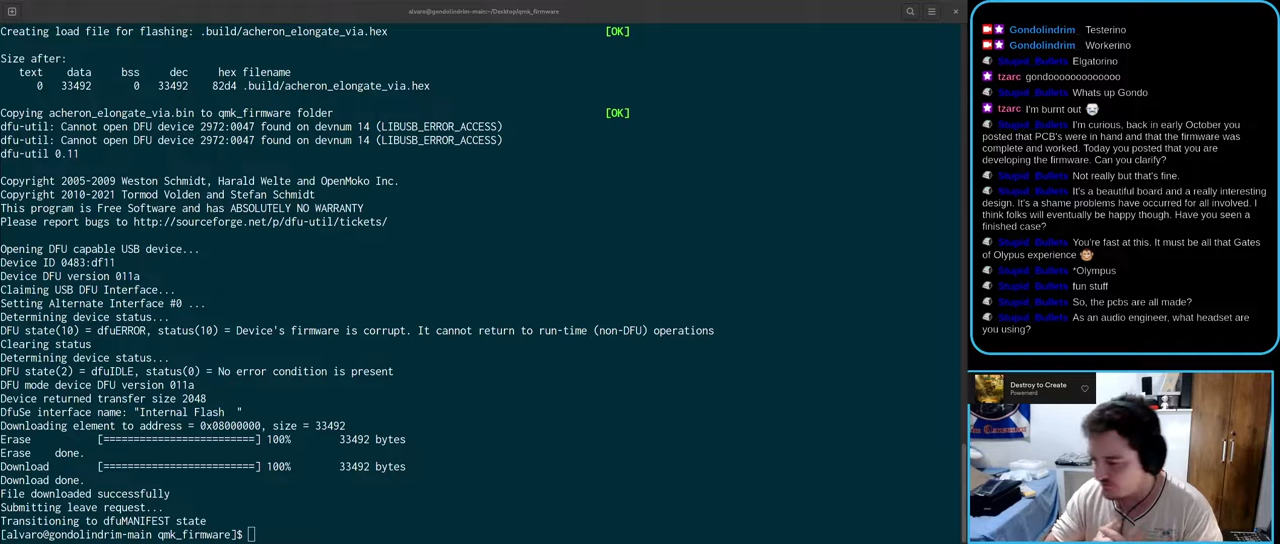 alvaro@gondolindrim-main:~/Desktop/qmk_firmware
Creating load file for flashing: .build/acheron_elongate_via.hex [OK]
Size after:
text data bss dec hex filename
0 33492 0 33492 82d4 .build/acheron_elongate_via.hex
Copying acheron_elongate_via.bin to qmk_firmware folder [OK]
dfu-util: Cannot open DFU device 2972:0047 found on devnum 14 (LIBUSB_ERROR_ACCESS)
dfu-util: Cannot open DFU device 2972:0047 found on devnum 14 (LIBUSB_ERROR_ACCESS)
dfu-util 0.11
Copyright 2005-2009 Weston Schmidt, Harald Welte and OpenMoko Inc.
Copyright 2010-2021 Tormod Volden and Stefan Schmidt
This program is Free Software and has ABSOLUTELY NO WARRANTY
Please report bugs to http://sourceforge.net/p/dfu-util/tickets/
Opening DFU capable USB device...
Device ID 0483:df11
Device DFU version 011a
Claiming USB DFU Interface...
Setting Alternate Interface #0 ...
Determining device status...
DFU state(10) = dfuERROR, status(10) = Device's firmware is corrupt. It cannot return to run-time (non-DFU) operations
Clearing status
Determining device status...
DFU state(2) = dfuIDLE, status(0) = No error condition is present
DFU mode device DFU version 011a
Device returned transfer size 2048
DfuSe interface name: "Internal Flash  "
Downloading element to address = 0x08000000, size = 33492
Erase [=========================] 100% 33492 bytes
Erase done.
Download [=========================] 100% 33492 bytes
Download done.
File downloaded successfully
Submitting leave request...
Transitioning to dfuMANIFEST state
[alvaro@gondolindrim-main qmk_firmware]$
Gondolindrim Testerino
Gondolindrim Workerino
Stupid_Bullets Elgatorino
tzarc gondooooooooooooo
Stupid_Bullets Whats up Gondo
tzarc I'm burnt out
Stupid_Bullets I'm curious, back in early October you
posted that PCB's were in hand and that the firmware was
complete and worked. Today you posted that you are
developing the firmware. Can you clarify?
Stupid_Bullets Not really but that's fine.
Stupid_Bullets It's a beautiful board and a really interesting
design. It's a shame problems have occurred for all involved. I
think folks will eventually be happy though. Have you seen a
finished case?
Stupid_Bullets You're fast at this. It must be all that Gates
of Olypus experience
Stupid_Bullets *Olympus
Stupid_Bullets fun stuff
Stupid_Bullets So, the pcbs are all made?
Stupid_Bullets As an audio engineer, what headset are
you using?
Destroy to Create
Powernerd